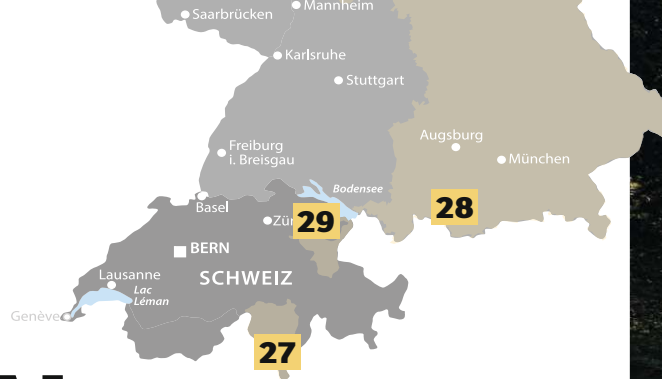 Mannheim
Saarbrücken
Karlsruhe
Stuttgart
Augsburg
München
Freiburg
i. Breisgau
Bodensee
Basel
28
29
BERN
SCHWEIZ
Lausanne
Lac
Léman
Genève
27